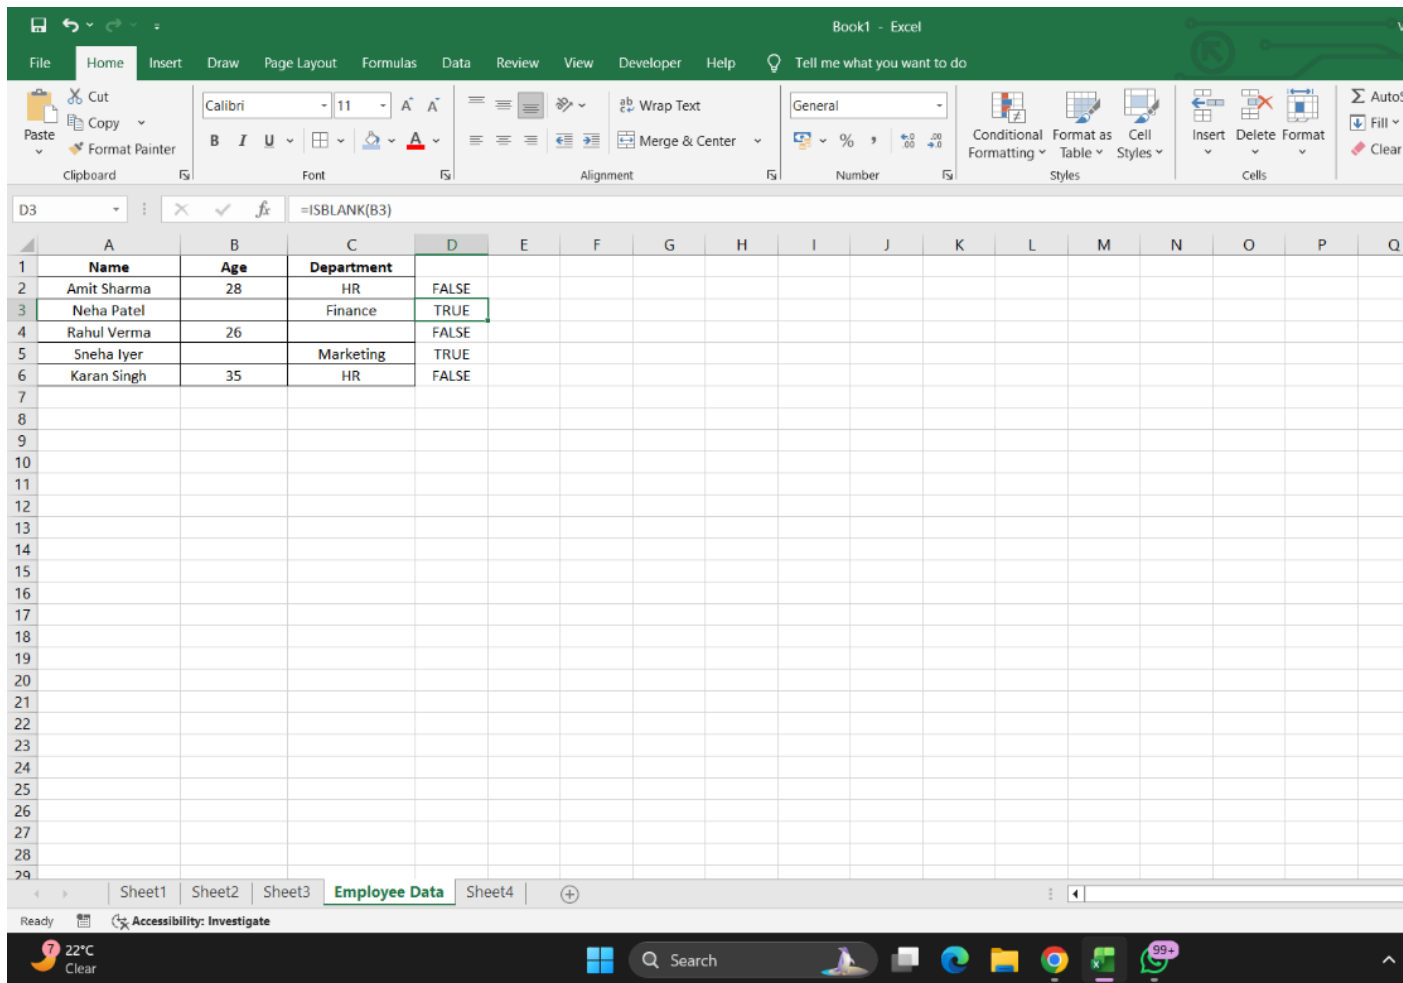 Book1 - Excel
File Home Insert Draw Page Layout Formulas Data Review View Developer Help Tell me what you want to do
Cut
Copy
Format Painter
Paste
Calibri 11 A A
B I U A
ab Wrap Text
Merge & Center
General
% , .00 .00
Conditional Formatting
Format as Table
Cell Styles
Insert Delete Format
Fill
Clear
Clipboard Font Alignment Number Styles Cells
D3 fx =ISBLANK(B3)
A B C D E F G H I J K L M N O P Q
1 Name Age Department
2 Amit Sharma 28 HR FALSE
3 Neha Patel Finance TRUE
4 Rahul Verma 26 FALSE
5 Sneha Iyer Marketing TRUE
6 Karan Singh 35 HR FALSE
7
8
9
10
11
12
13
14
15
16
17
18
19
20
21
22
23
24
25
26
27
28
29
Sheet1 Sheet2 Sheet3 Employee Data Sheet4
Ready Accessibility: Investigate
7 22°C
Clear
Search
99+